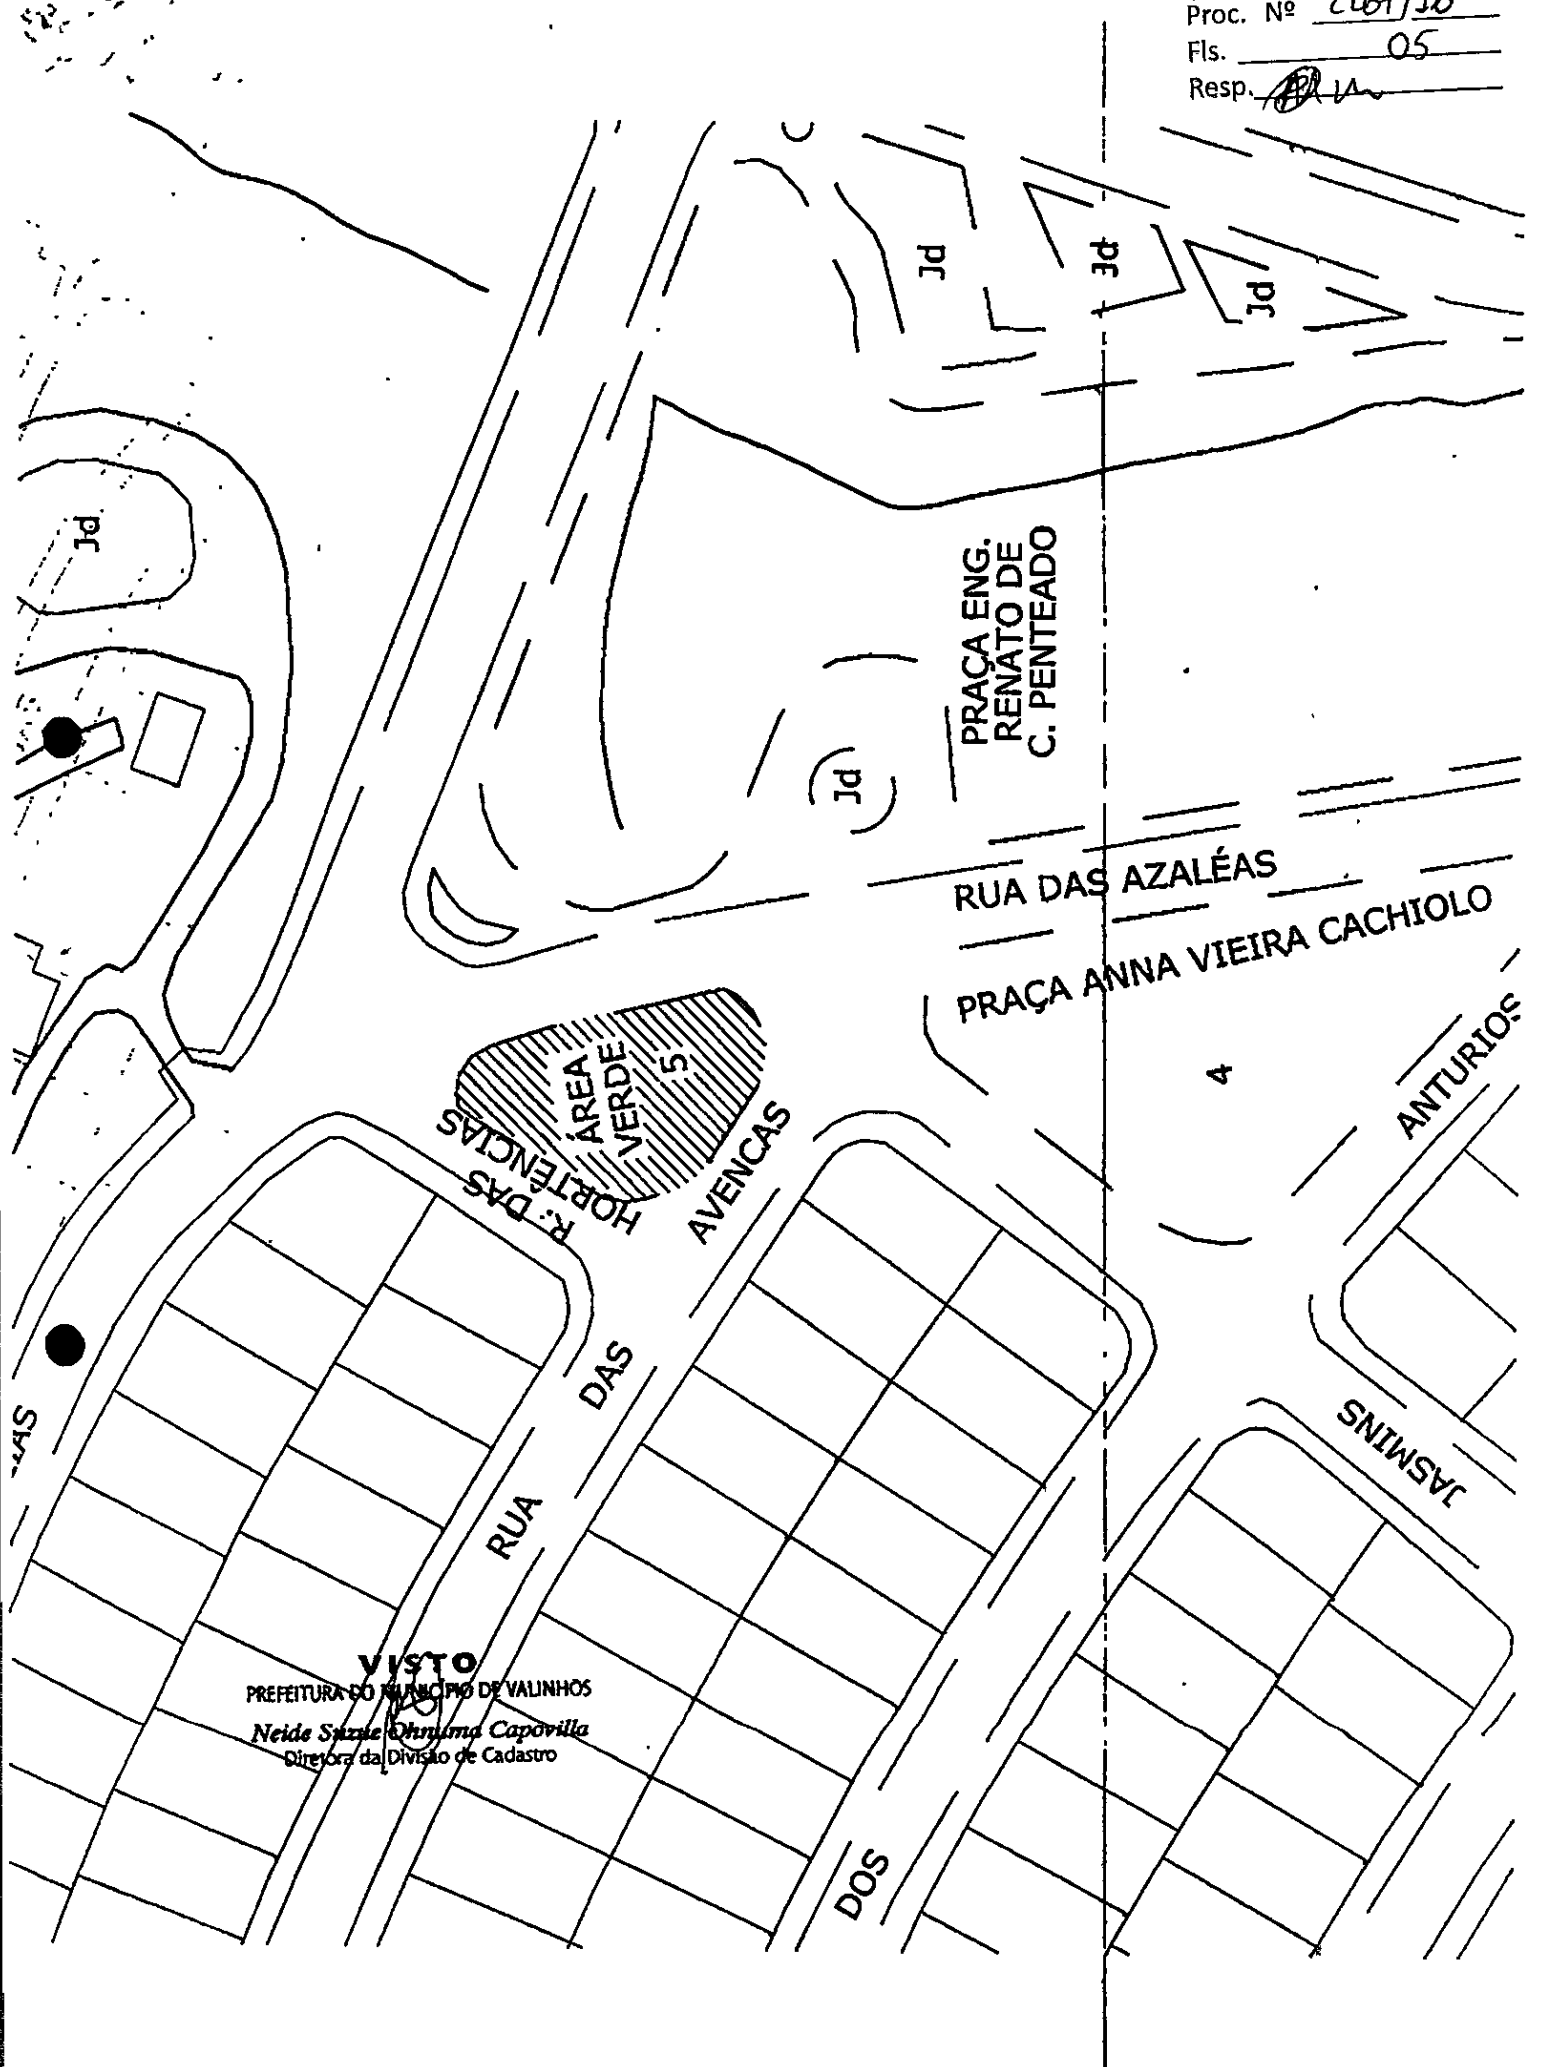 Proc. Nº
Fls. 05
Resp.
Jd
Jd
Jd
Jd
PRAÇA ENG.
RENATO DE
C. PENTEADO
Jd
RUA DAS AZALÉAS
PRAÇA ANNA VIEIRA CACHIOLO
ÁREA
VERDE
5
4
ANTURIOS
R. DAS
HORTÊNCIAS
RUA DAS AVENCAS
JASMINS
DOS
VISTO
PREFEITURA DO MUNICÍPIO DE VALINHOS
Neide Suzue Ohnuma Capovilla
Diretora da Divisão de Cadastro